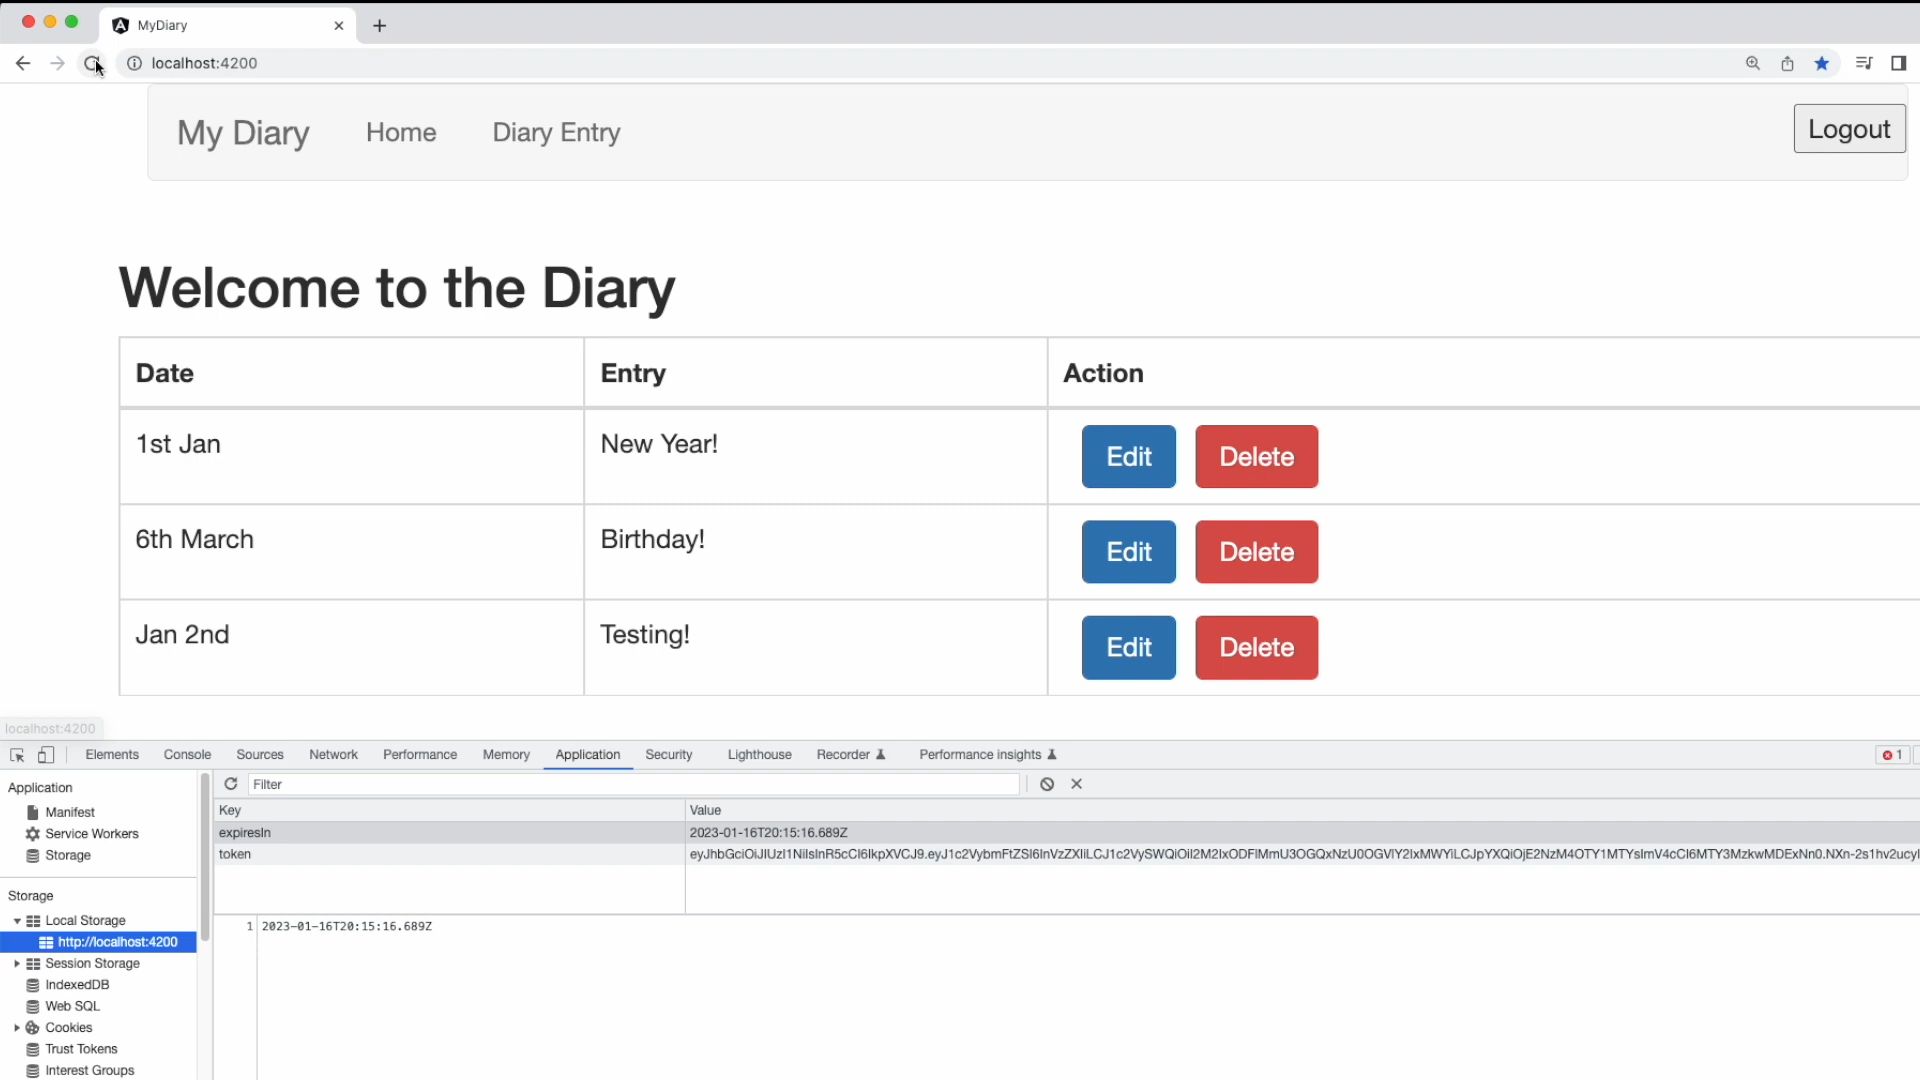 MyDiary
localhost:4200
My Diary Home Diary Entry Logout
Welcome to the Diary
Date Entry Action
1st Jan New Year! Edit Delete
6th March Birthday! Edit Delete
Jan 2nd Testing! Edit Delete
localhost:4200
Elements Console Sources Network Performance Memory Application Security Lighthouse Recorder Performance insights 1
Application
Filter
Manifest
Service Workers
Storage
Key Value
expiresIn 2023-01-16T20:15:16.689Z
token
Storage
Local Storage
http://localhost:4200
Session Storage
IndexedDB
Web SQL
Cookies
Trust Tokens
Interest Groups
1 2023-01-16T20:15:16.689Z